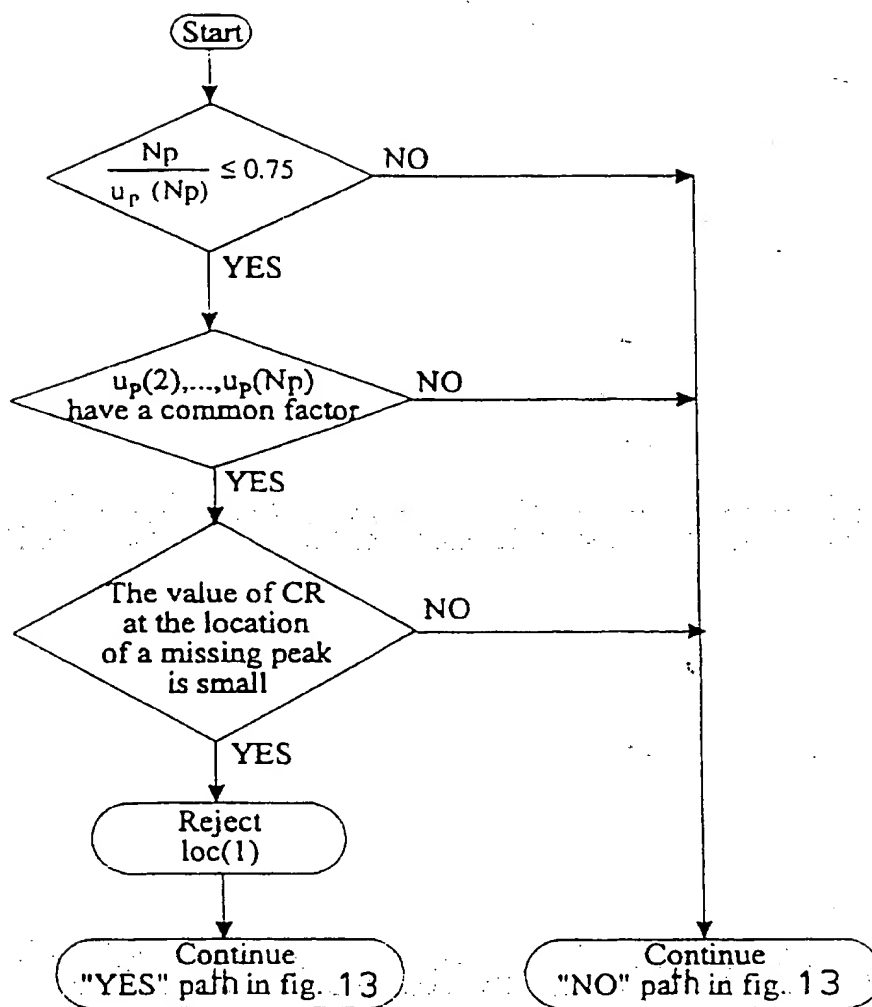 Start
Np
u_p (Np)
≤ 0.75
NO
YES
u_p(2),...,u_p(Np)
have a common factor
NO
YES
The value of CR
at the location
of a missing peak
is small
NO
YES
Reject
loc(1)
Continue
"YES" path in fig. 13
Continue
"NO" path in fig. 13